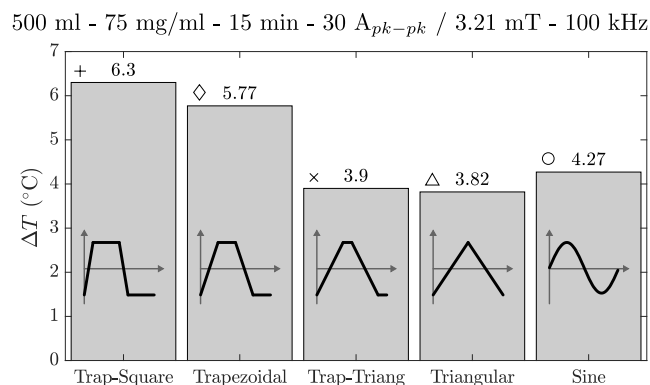 500 ml - 75 mg/ml - 15 min - 30 A_{pk-pk} / 3.21 mT - 100 kHz
7
6
5
4
3
2
1
0
ΔT (°C)
6.3
5.77
3.9
3.82
4.27
Trap-Square
Trapezoidal
Trap-Triang
Triangular
Sine